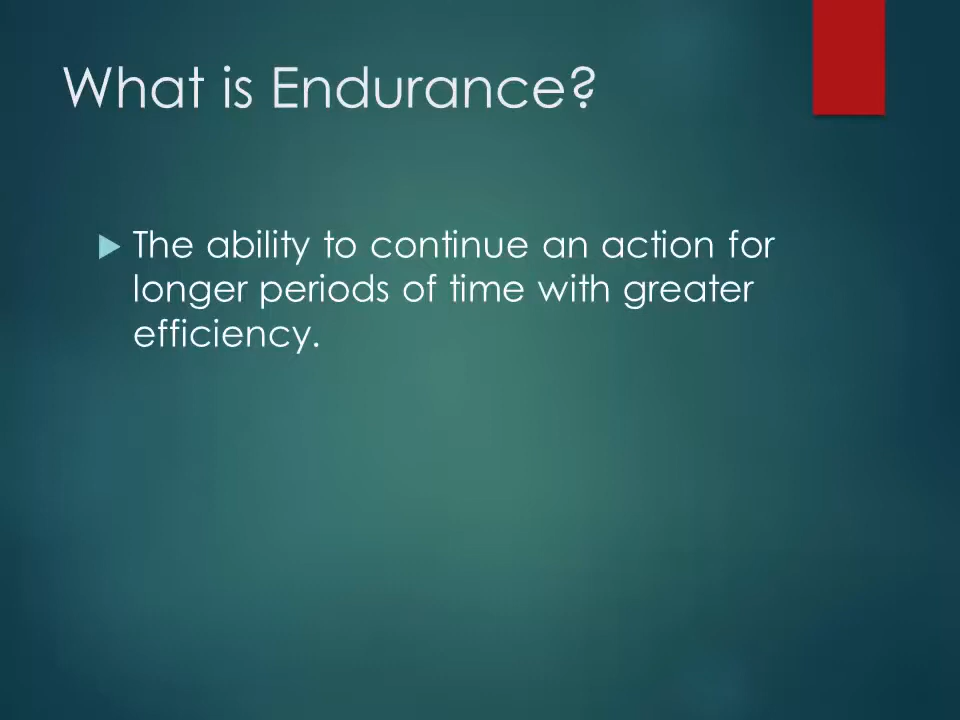 What is Endurance?
The ability to continue an action for
longer periods of time with greater
efficiency.